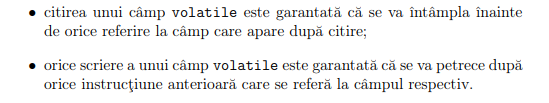 • citirea unui câmp volatile este garantată că se va întâmpla înainte
de orice referire la câmp care apare după citire;
• orice scriere a unui câmp volatile este garantată că se va petrece după
orice instrucţiune anterioară care se referă la câmpul respectiv.